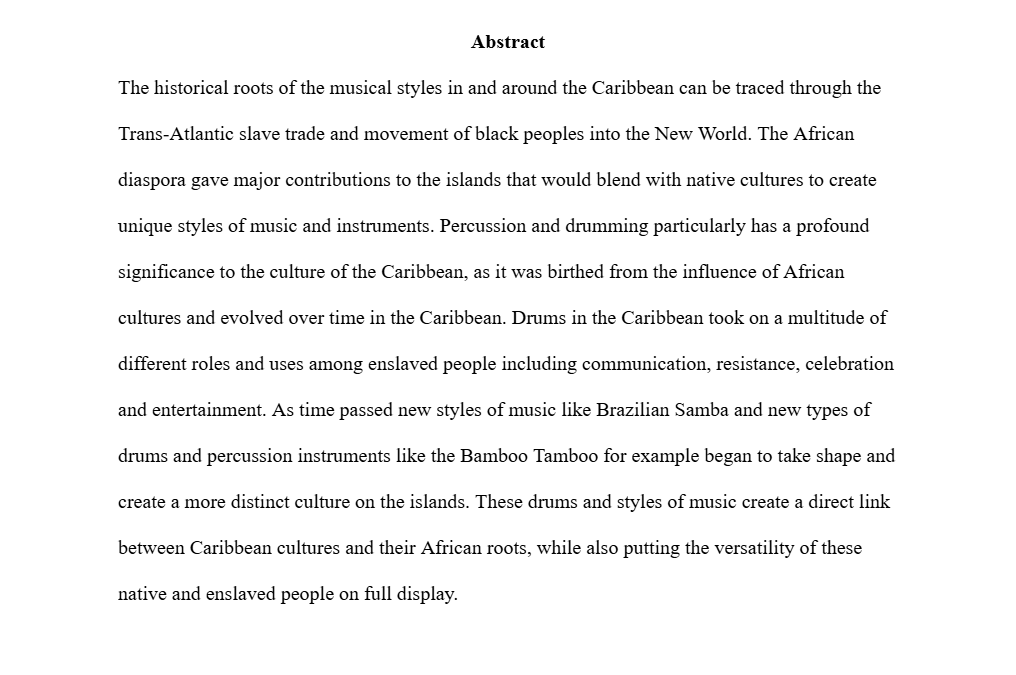 Abstract
The historical roots of the musical styles in and around the Caribbean can be traced through the
Trans-Atlantic slave trade and movement of black peoples into the New World. The African
diaspora gave major contributions to the islands that would blend with native cultures to create
unique styles of music and instruments. Percussion and drumming particularly has a profound
significance to the culture of the Caribbean, as it was birthed from the influence of African
cultures and evolved over time in the Caribbean. Drums in the Caribbean took on a multitude of
different roles and uses among enslaved people including communication, resistance, celebration
and entertainment. As time passed new styles of music like Brazilian Samba and new types of
drums and percussion instruments like the Bamboo Tamboo for example began to take shape and
create a more distinct culture on the islands. These drums and styles of music create a direct link
between Caribbean cultures and their African roots, while also putting the versatility of these
native and enslaved people on full display.